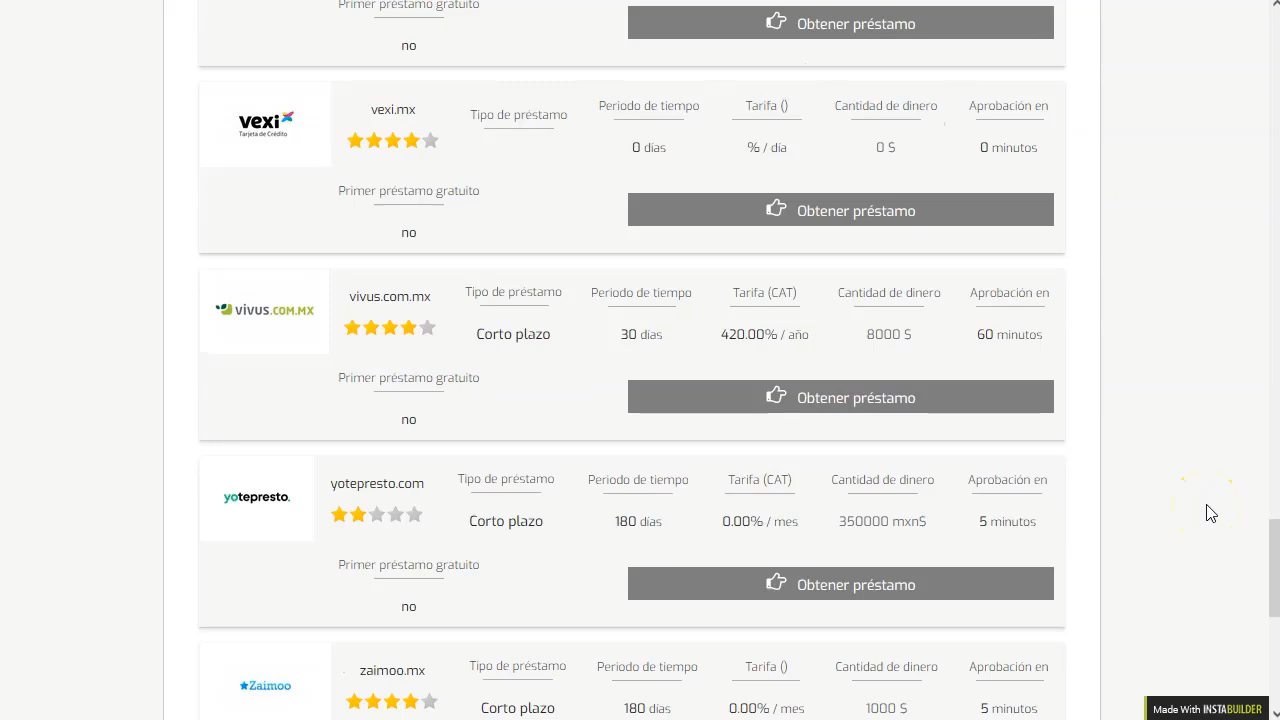 Primer préstamo gratuito
Obtener préstamo
no
vexi
Tarjeta de Crédito
vexi.mx
Tipo de préstamo
Periodo de tiempo
0 días
Tarifa ()
% / día
Cantidad de dinero
0 $
Aprobación en
0 minutos
Primer préstamo gratuito
no
Obtener préstamo
vivus.com.mx
vivus.com.mx
Tipo de préstamo
Corto plazo
Periodo de tiempo
30 días
Tarifa (CAT)
420.00% / año
Cantidad de dinero
8000 $
Aprobación en
60 minutos
Primer préstamo gratuito
no
Obtener préstamo
yotepresto.
yotepresto.com
Tipo de préstamo
Corto plazo
Periodo de tiempo
180 días
Tarifa (CAT)
0.00% / mes
Cantidad de dinero
350000 mxn$
Aprobación en
5 minutos
Primer préstamo gratuito
no
Obtener préstamo
Zaimoo
zaimoo.mx
Tipo de préstamo
Corto plazo
Periodo de tiempo
180 días
Tarifa ()
0.00% / mes
Cantidad de dinero
1000 $
Aprobación en
5 minutos
Made With INSTABUILDER